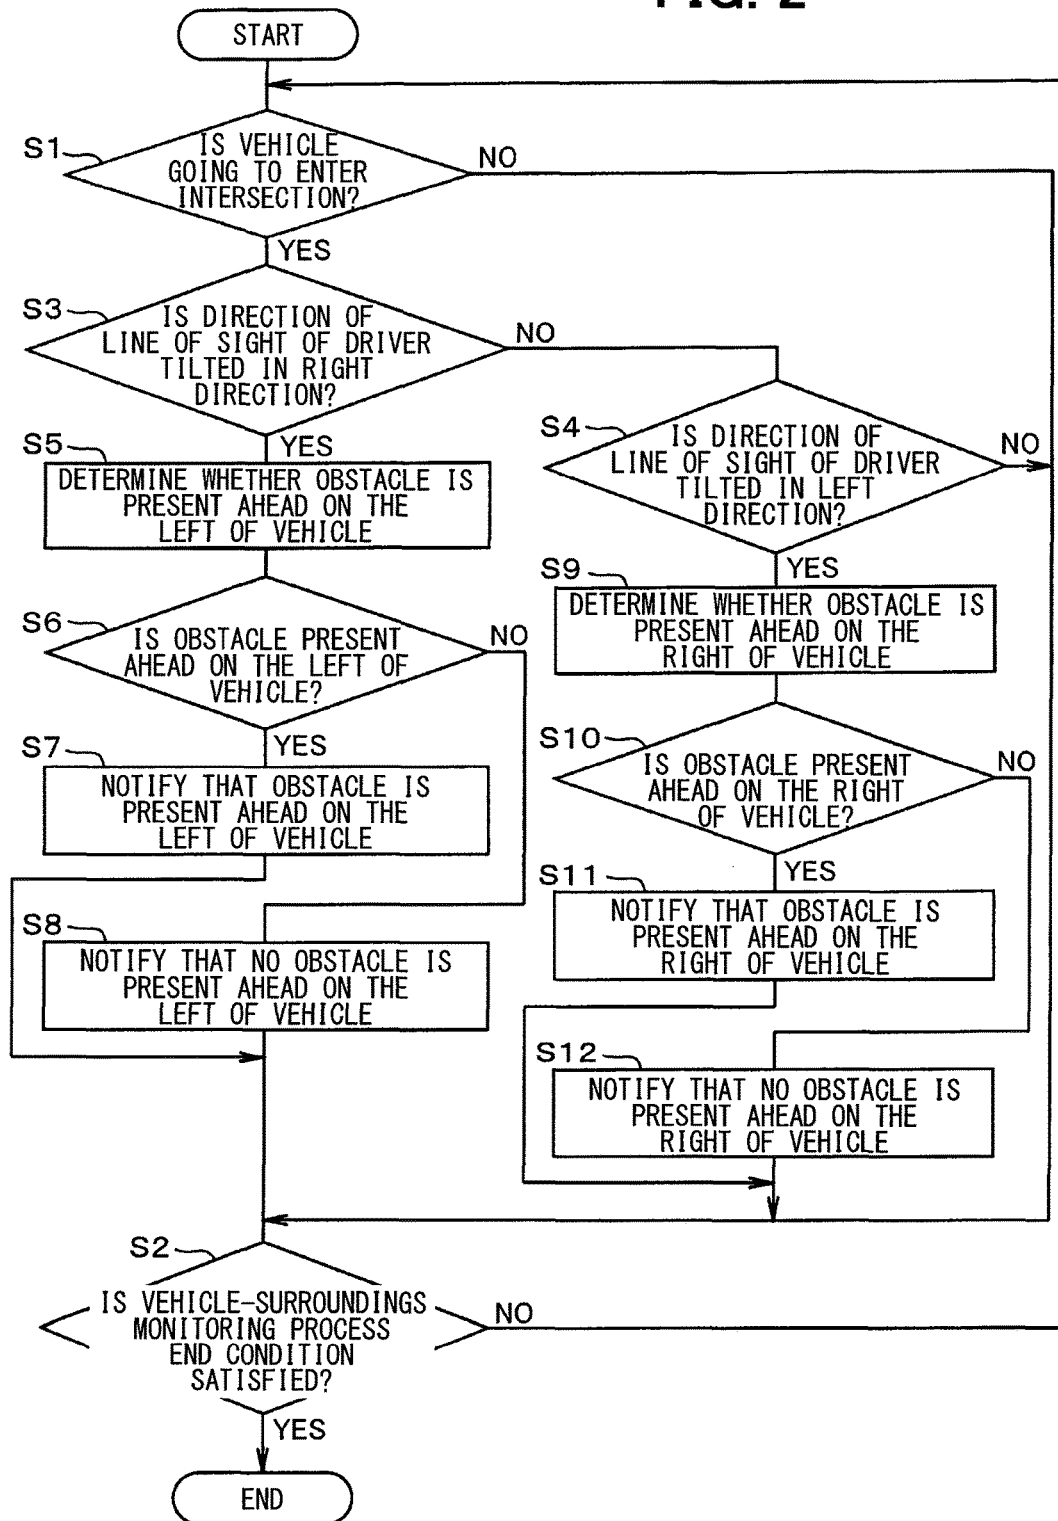 FIG. 2
START
S1
IS VEHICLE
GOING TO ENTER
INTERSECTION?
NO
YES
S3
IS DIRECTION OF
LINE OF SIGHT OF DRIVER
TILTED IN RIGHT
DIRECTION?
NO
YES
S4
IS DIRECTION OF
LINE OF SIGHT OF DRIVER
TILTED IN LEFT
DIRECTION?
NO
YES
S5
DETERMINE WHETHER OBSTACLE IS
PRESENT AHEAD ON THE
LEFT OF VEHICLE
S6
IS OBSTACLE PRESENT
AHEAD ON THE LEFT OF
VEHICLE?
NO
YES
S7
NOTIFY THAT OBSTACLE IS
PRESENT AHEAD ON THE
LEFT OF VEHICLE
S8
NOTIFY THAT NO OBSTACLE IS
PRESENT AHEAD ON THE
LEFT OF VEHICLE
S9
DETERMINE WHETHER OBSTACLE IS
PRESENT AHEAD ON THE
RIGHT OF VEHICLE
S10
IS OBSTACLE PRESENT
AHEAD ON THE RIGHT
OF VEHICLE?
NO
YES
S11
NOTIFY THAT OBSTACLE IS
PRESENT AHEAD ON THE
RIGHT OF VEHICLE
S12
NOTIFY THAT NO OBSTACLE IS
PRESENT AHEAD ON THE
RIGHT OF VEHICLE
S2
IS VEHICLE-SURROUNDINGS
MONITORING PROCESS
END CONDITION
SATISFIED?
NO
YES
END